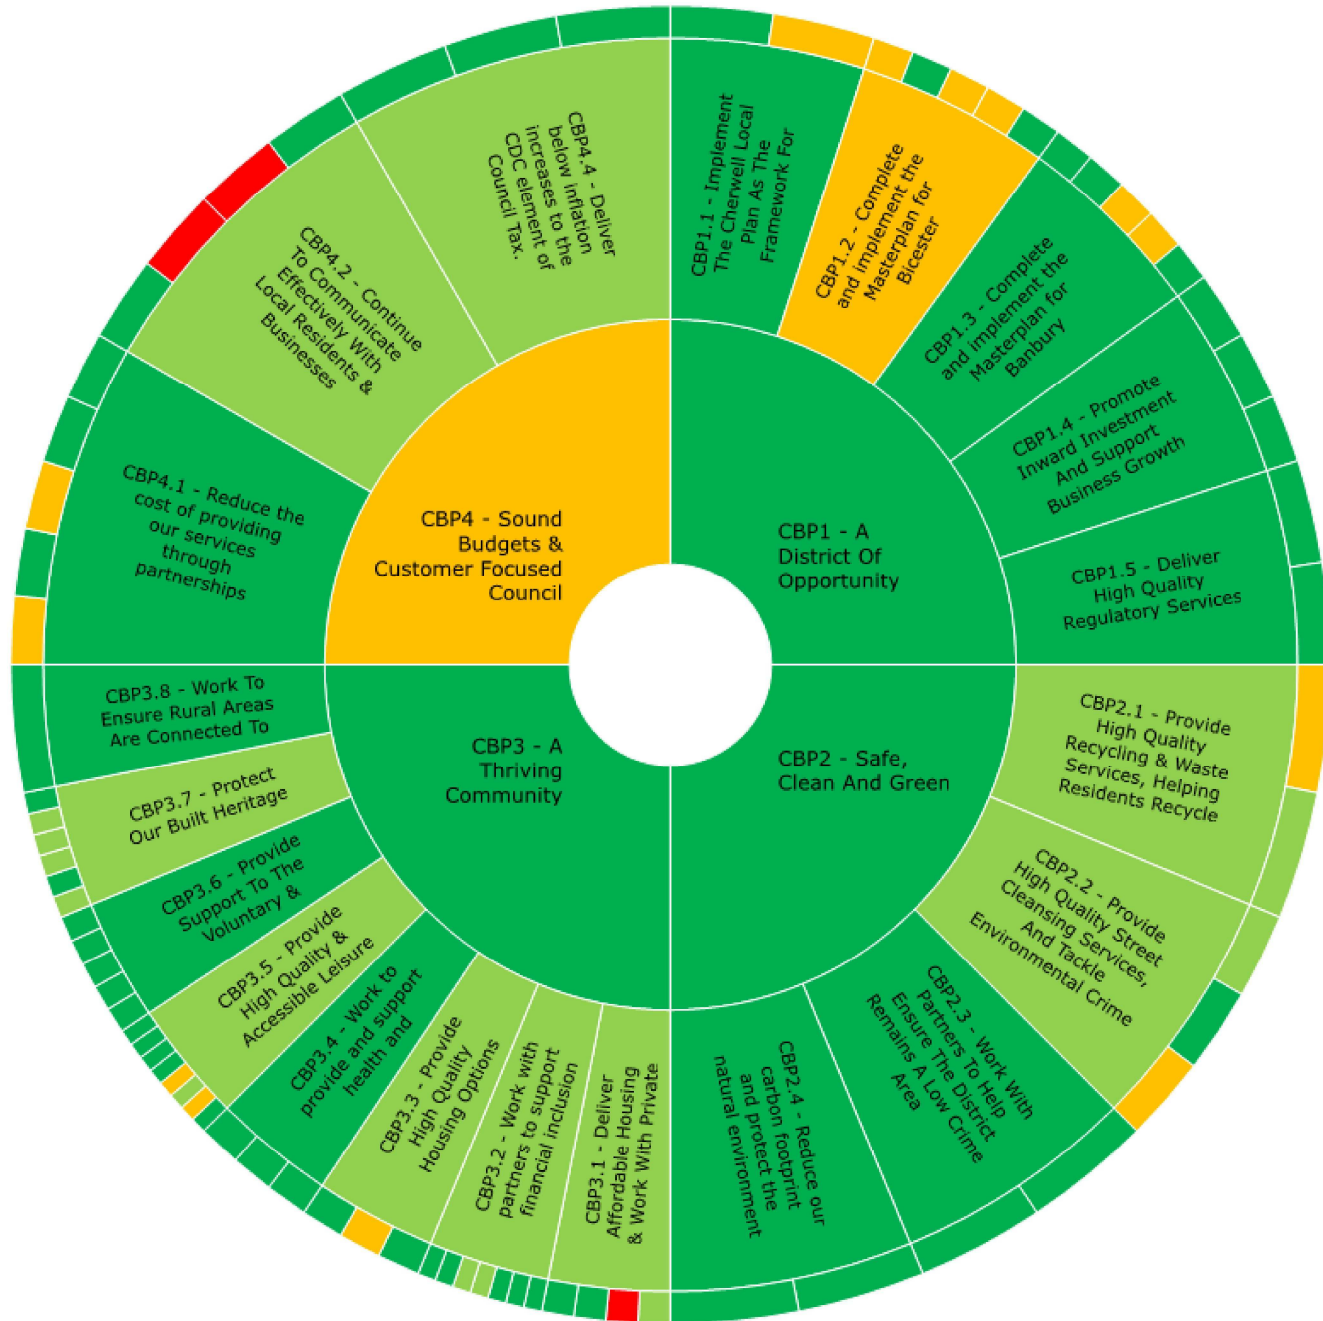 CBP1 - A
District Of
Opportunity
CBP2 - Safe,
Clean And Green
CBP3 - A
Thriving
Community
CBP4 - Sound
Budgets &
Customer Focused
Council
CBP1.1 - Implement
The Cherwell Local
Plan As The
Framework For
CBP1.2 - Complete
and implement the
Masterplan for
Bicester
CBP1.3 - Complete
and implement the
Masterplan for
Banbury
CBP1.4 - Promote
Inward Investment
And Support
Business Growth
CBP1.5 - Deliver
High Quality
Regulatory Services
CBP2.1 - Provide
High Quality
Recycling & Waste
Services, Helping
Residents Recycle
CBP2.2 - Provide
High Quality Street
Cleansing Services,
And Tackle
Environmental Crime
CBP2.3 - Work With
Partners To Help
Ensure The District
Remains A Low Crime
Area
CBP2.4 - Reduce our
carbon footprint
and protect the
natural environment
CBP3.1 - Deliver
Affordable Housing
& Work With Private
CBP3.2 - Work with
partners to support
financial inclusion
CBP3.3 - Provide
High Quality
Housing Options
CBP3.4 - Work to
provide and support
health and
CBP3.5 - Provide
High Quality &
Accessible Leisure
CBP3.6 - Provide
Support To The
Voluntary &
CBP3.7 - Protect
Our Built Heritage
CBP3.8 - Work To
Ensure Rural Areas
Are Connected To
CBP4.1 - Reduce the
cost of providing
our services
through
partnerships
CBP4.2 - Continue
To Communicate
Effectively With
Local Residents &
Businesses
CBP4.4 - Deliver
below inflation
increases to the
CDC element of
Council Tax.